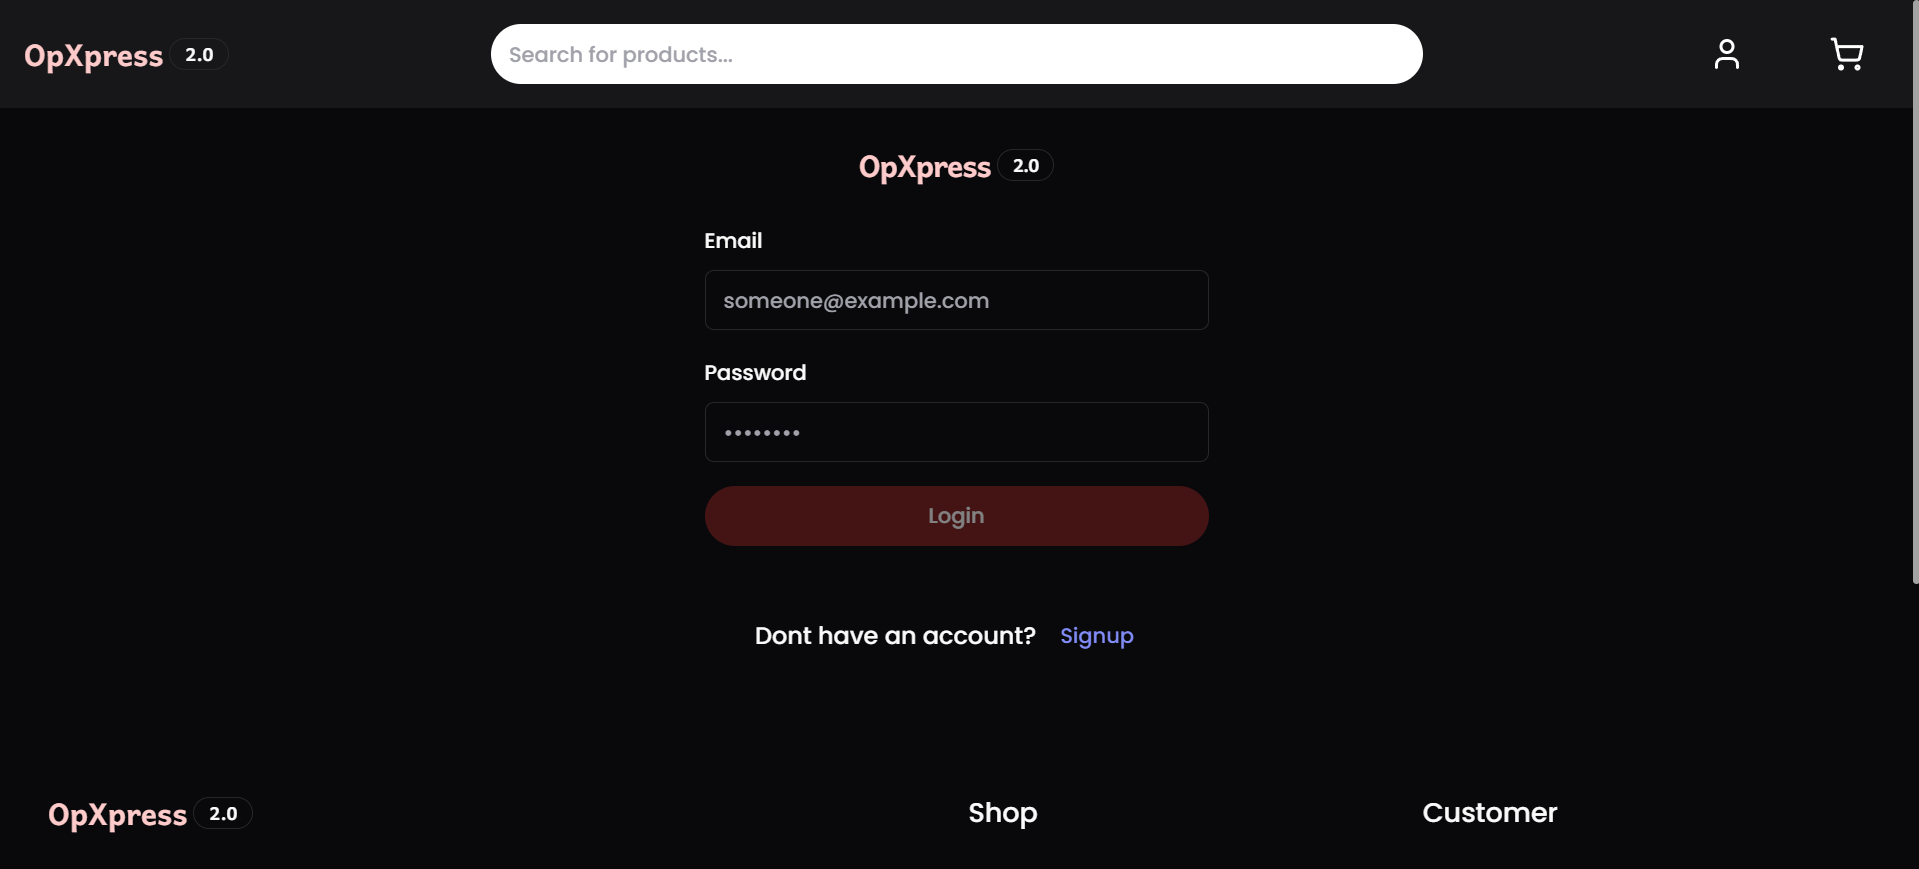 OpXpress 2.0
Search for products...
OpXpress 2.0
Email
someone@example.com
Password
••••••••
Login
Dont have an account? Signup
OpXpress 2.0
Shop
Customer